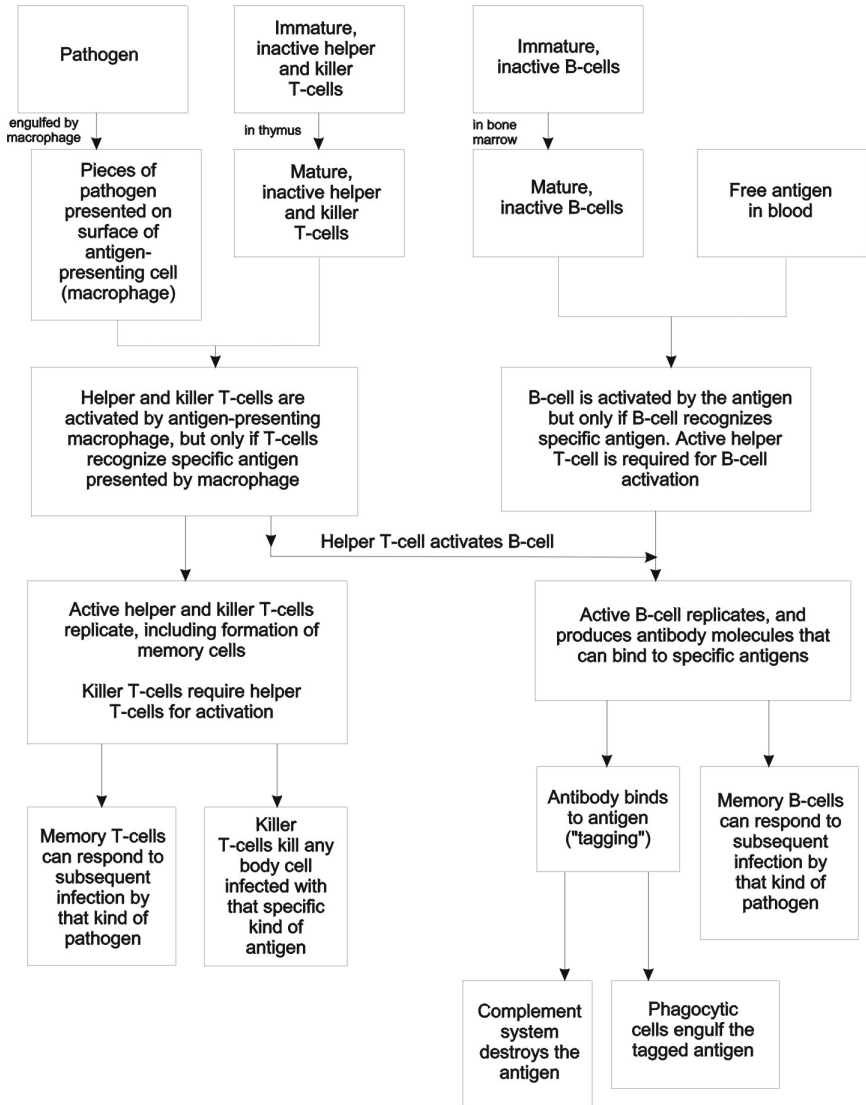 Pathogen
Immature,
inactive helper
and killer
T-cells
Immature,
inactive B-cells
engulfed by
macrophage
in thymus
in bone
marrow
Pieces of
pathogen
presented on
surface of
antigen-
presenting cell
(macrophage)
Mature,
inactive helper
and killer
T-cells
Mature,
inactive B-cells
Free antigen
in blood
Helper and killer T-cells are
activated by antigen-presenting
macrophage, but only if T-cells
recognize specific antigen
presented by macrophage
B-cell is activated by the antigen
but only if B-cell recognizes
specific antigen. Active helper
T-cell is required for B-cell
activation
Helper T-cell activates B-cell
Active helper and killer T-cells
replicate, including formation of
memory cells
Killer T-cells require helper
T-cells for activation
Active B-cell replicates, and
produces antibody molecules that
can bind to specific antigens
Memory T-cells
can respond to
subsequent
infection by
that kind of
pathogen
Killer
T-cells kill any
body cell
infected with
that specific
kind of
antigen
Antibody binds
to antigen
("tagging")
Memory B-cells
can respond to
subsequent
infection by
that kind of
pathogen
Complement
system
destroys the
antigen
Phagocytic
cells engulf the
tagged antigen